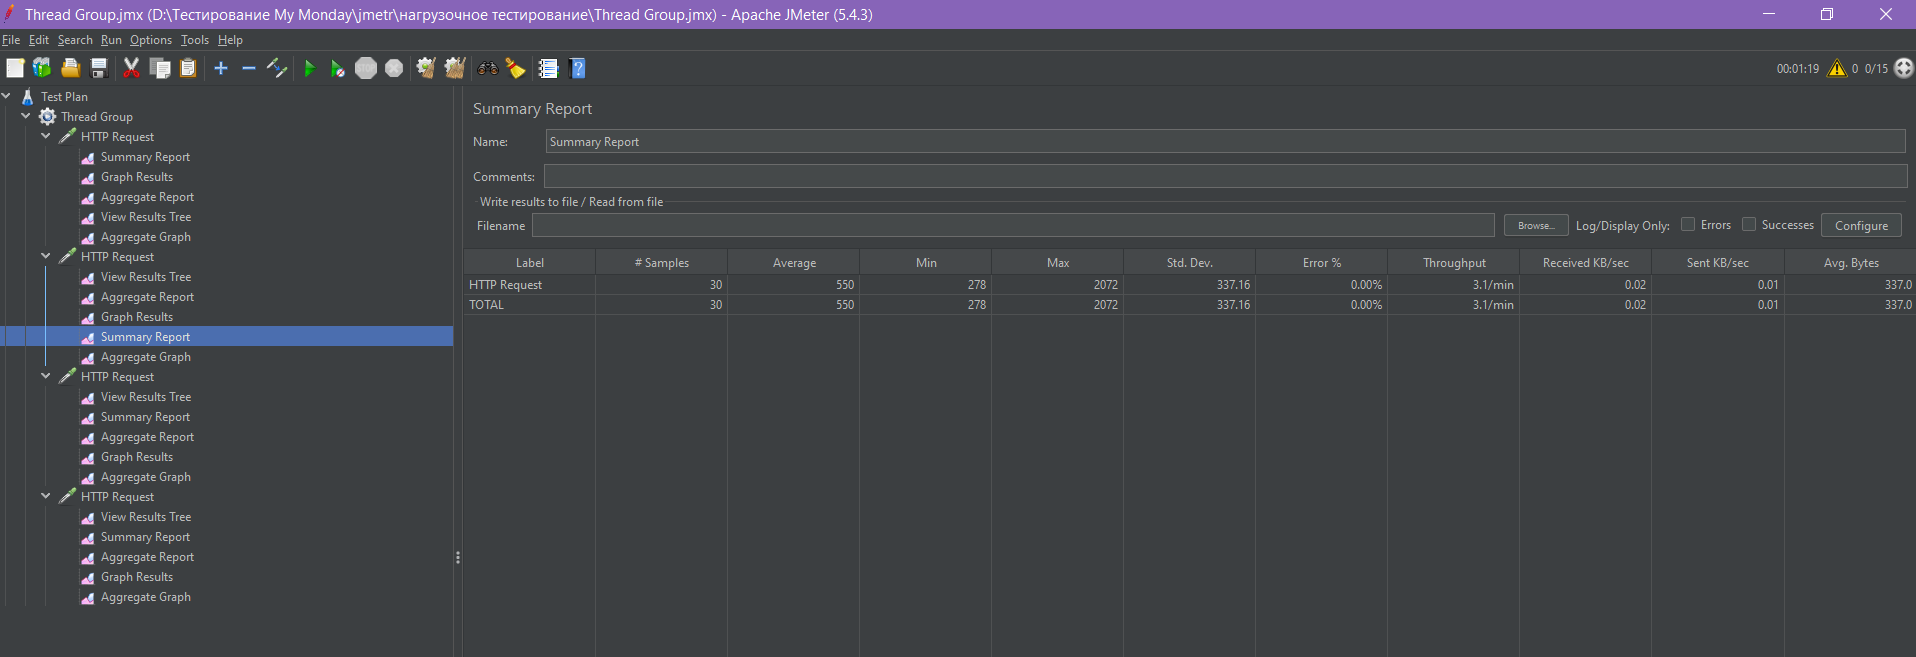 Thread Group.jmx (D:\Тестирование My Monday\jmetr\нагрузочное тестирование\Thread Group.jmx) - Apache JMeter (5.4.3)
File Edit Search Run Options Tools Help
00:01:19 0 0/15
Test Plan
Thread Group
HTTP Request
Summary Report
Graph Results
Aggregate Report
View Results Tree
Aggregate Graph
HTTP Request
View Results Tree
Aggregate Report
Graph Results
Summary Report
Aggregate Graph
HTTP Request
View Results Tree
Summary Report
Aggregate Report
Graph Results
Aggregate Graph
HTTP Request
View Results Tree
Summary Report
Aggregate Report
Graph Results
Aggregate Graph
Summary Report
Name: Summary Report
Comments:
Write results to file / Read from file
Filename Browse... Log/Display Only: Errors Successes Configure
Label # Samples Average Min Max Std. Dev. Error % Throughput Received KB/sec Sent KB/sec Avg. Bytes
HTTP Request 30 550 278 2072 337.16 0.00% 3.1/min 0.02 0.01 337.0
TOTAL 30 550 278 2072 337.16 0.00% 3.1/min 0.02 0.01 337.0